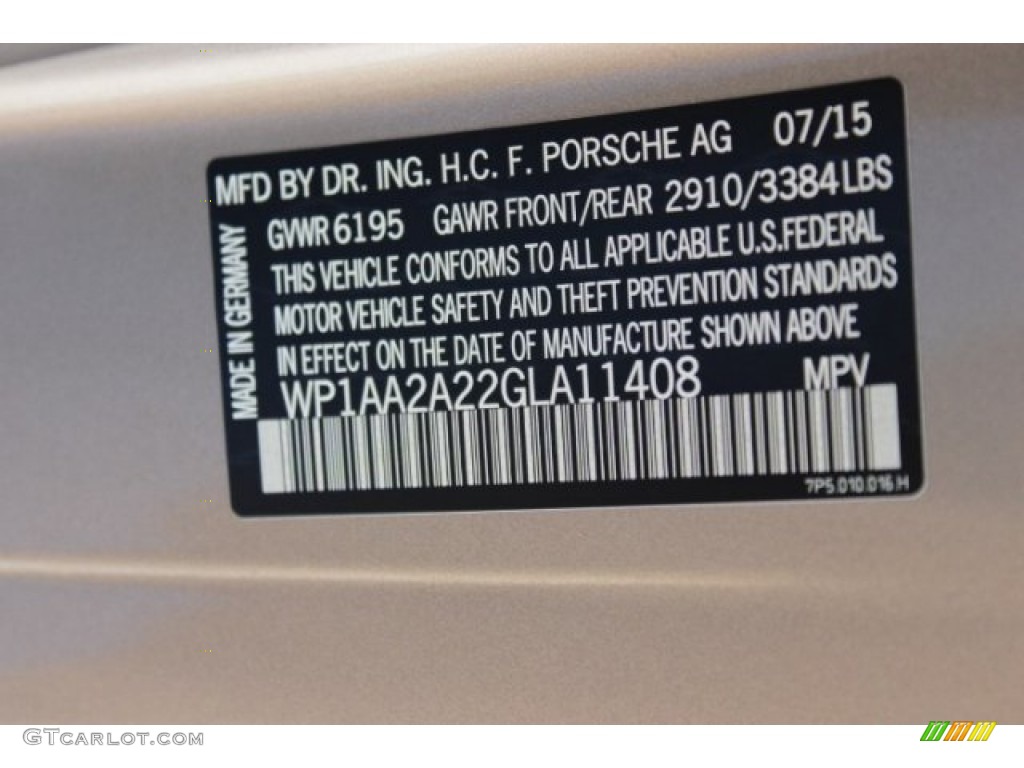 MFD BY DR. ING. H.C. F. PORSCHE AG 07/15
GVWR 6195 GAWR FRONT/REAR 2910/3384LBS
THIS VEHICLE CONFORMS TO ALL APPLICABLE U.S.FEDERAL
MOTOR VEHICLE SAFETY AND THEFT PREVENTION STANDARDS
IN EFFECT ON THE DATE OF MANUFACTURE SHOWN ABOVE
WP1AA2A22GLA11408 MPV
MADE IN GERMANY
7P5.010.016.H
GTCARLOT.COM